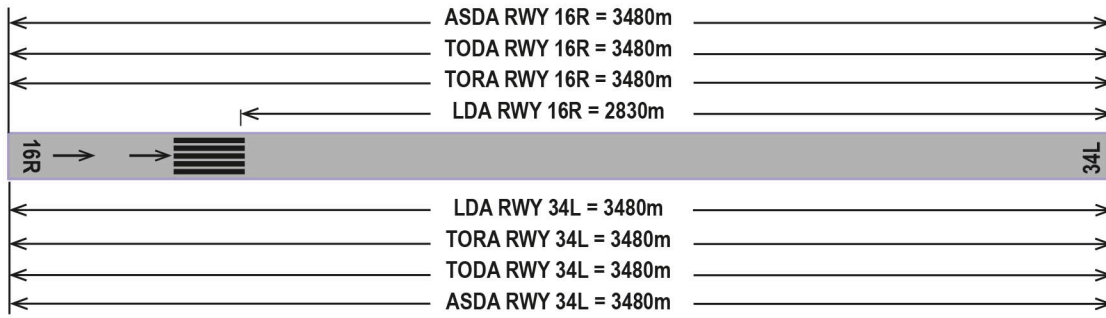 ASDA RWY 16R = 3480m
TODA RWY 16R = 3480m
TORA RWY 16R = 3480m
LDA RWY 16R = 2830m
16R
34L
LDA RWY 34L = 3480m
TORA RWY 34L = 3480m
TODA RWY 34L = 3480m
ASDA RWY 34L = 3480m